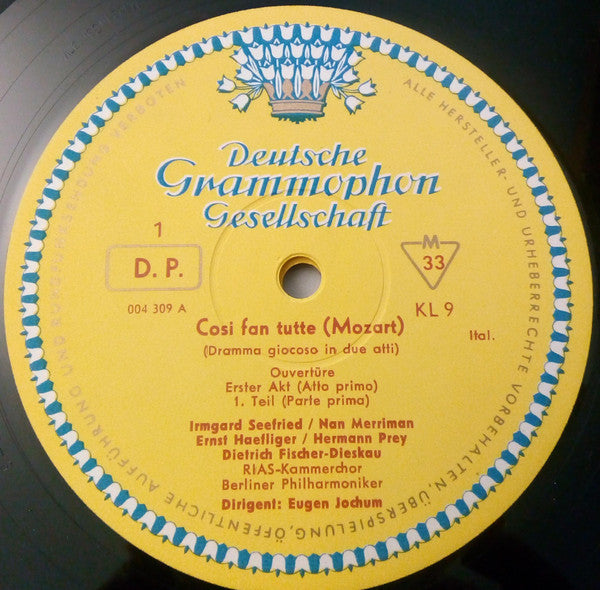 Deutsche
Grammophon
Gesellschaft
1
D. P.
004 309 A
M
33
KL 9
Ital.
Cosi fan tutte (Mozart)
(Dramma giocoso in due atti)
Ouvertüre
Erster Akt (Atto primo)
1. Teil (Parte prima)
Irmgard Seefried / Nan Merriman
Ernst Haefliger / Hermann Prey
Dietrich Fischer-Dieskau
RIAS-Kammerchor
Berliner Philharmoniker
Dirigent: Eugen Jochum
ALLE HERSTELLER- UND URHEBERRECHTE VORBEHALTEN, ÜBERSPIELUNG, ÖFFENTLICHE AUFFÜHRUNG UND RUNDFUNKSENDUNG VERBOTEN